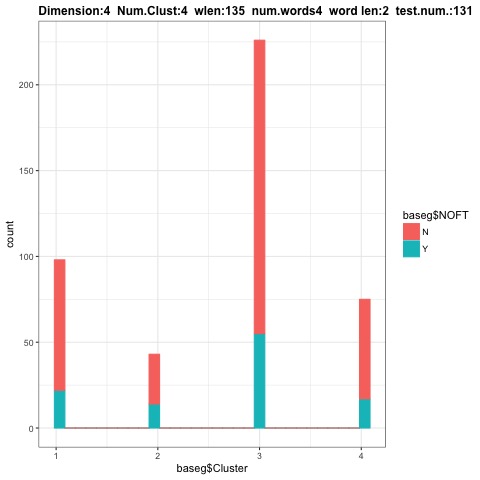 Dimension:4 Num.Clust:4 wlen:135 num.words4 word len:2 test.num.:131
200
150
100
50
0
count
1 2 3 4
baseg$Cluster
baseg$NOFT
N
Y